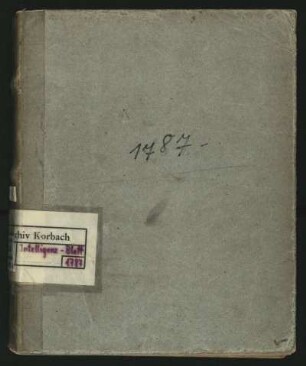 1787-
chiv Korbach
Intelligenz-Blatt